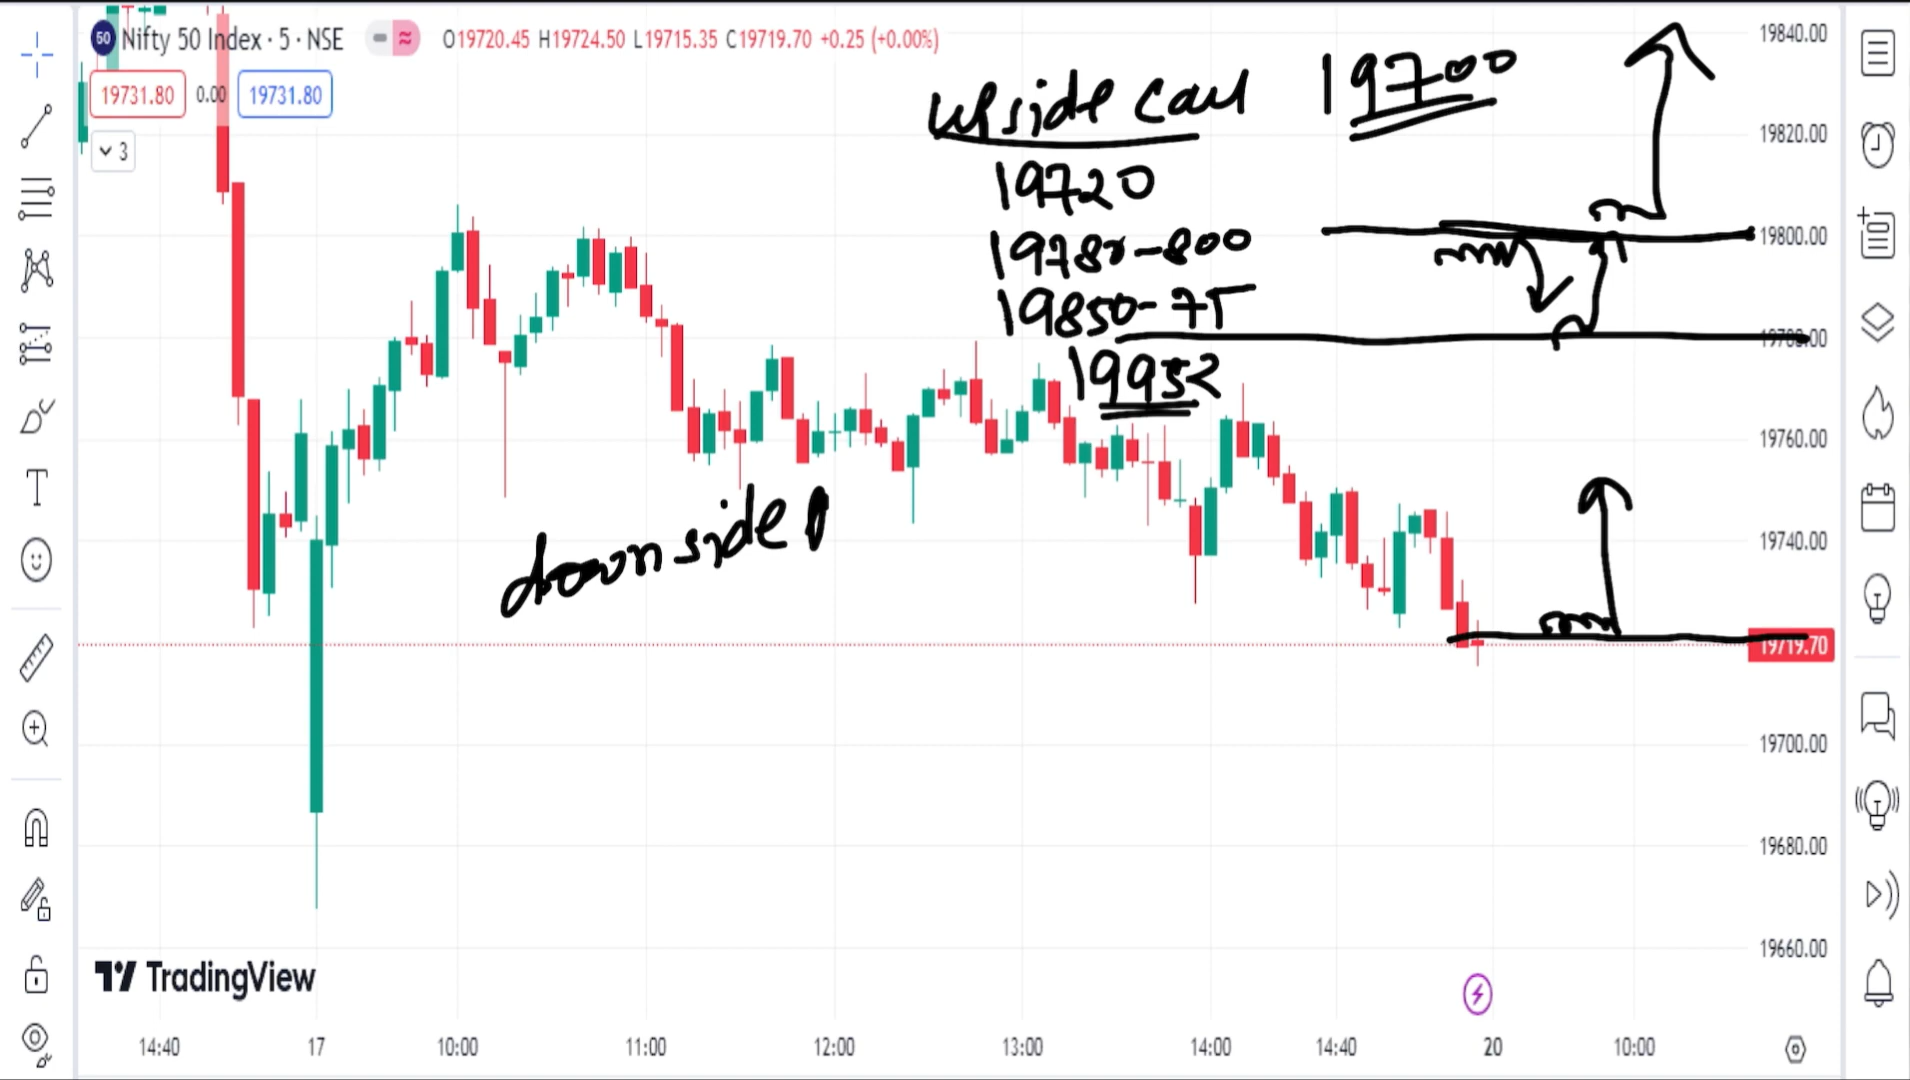 50 Nifty 50 Index · 5 · NSE O19720.45 H19724.50 L19715.35 C19719.70 +0.25 (+0.00%)
19731.80 0.00 19731.80
3
upside call 19700
19720
19780-800
19850-75
19952
downside
19840.00
19820.00
19800.00
19780.00
19760.00
19740.00
19719.70
19700.00
19680.00
19660.00
TradingView
14:40 17 10:00 11:00 12:00 13:00 14:00 14:40 20 10:00